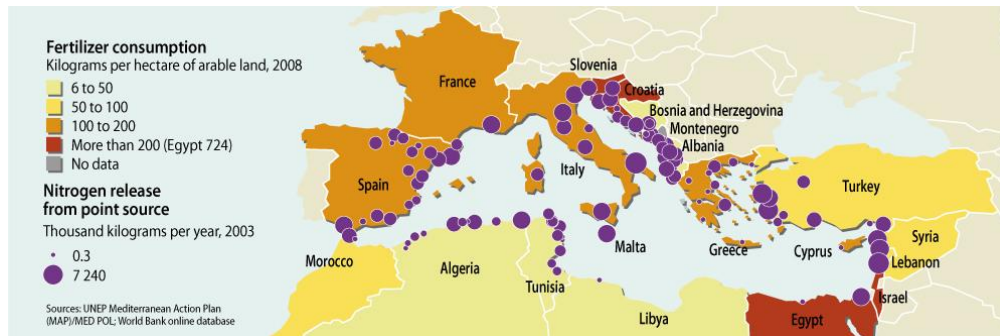 Fertilizer consumption
Kilograms per hectare of arable land, 2008
6 to 50
50 to 100
100 to 200
More than 200 (Egypt 724)
No data
Nitrogen release
from point source
Thousand kilograms per year, 2003
0.3
7 240
Sources: UNEP Mediterranean Action Plan
(MAP)/MED POL; World Bank online database
France
Slovenia
Croatia
Bosnia and Herzegovina
Montenegro
Albania
Italy
Spain
Turkey
Malta
Greece
Cyprus
Syria
Lebanon
Morocco
Algeria
Tunisia
Israel
Libya
Egypt